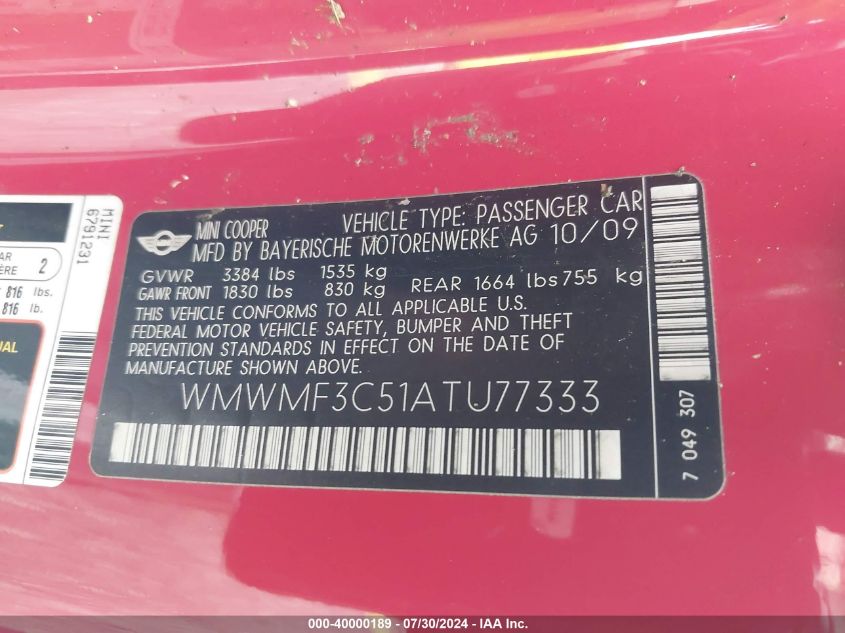 MINI COOPER VEHICLE TYPE: PASSENGER CAR
MFD BY BAYERISCHE MOTORENWERKE AG 10/09
GVWR 3384 lbs 1535 kg
GAWR FRONT 1830 lbs 830 kg REAR 1664 lbs 755 kg
THIS VEHICLE CONFORMS TO ALL APPLICABLE U.S.
FEDERAL MOTOR VEHICLE SAFETY, BUMPER AND THEFT
PREVENTION STANDARDS IN EFFECT ON THE DATE OF
MANUFACTURE SHOWN ABOVE.
WMWMF3C51ATU77333
7 049 307
MINI
6791231
2
816 lbs.
816 lb.
000-40000189 - 07/30/2024 - IAA Inc.